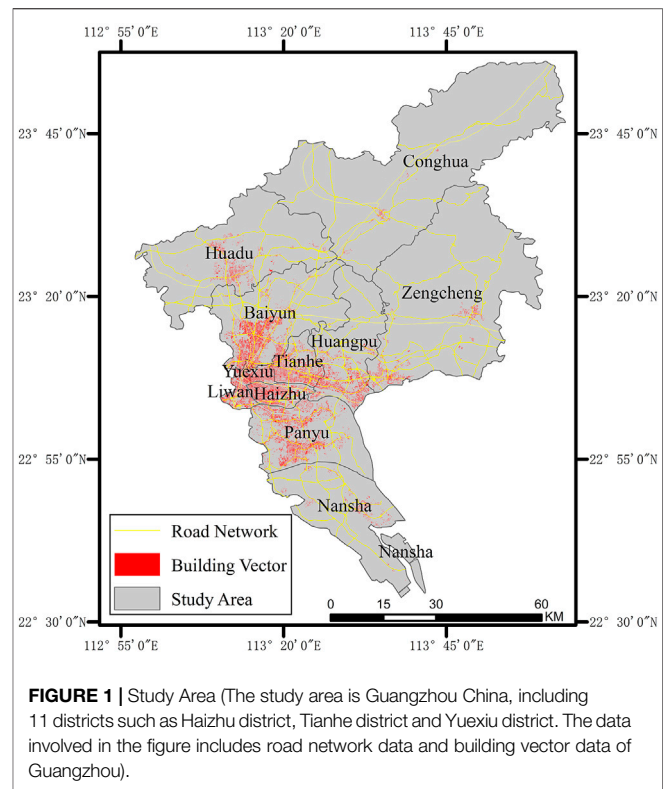 112° 55′ 0″E 113° 20′ 0″E 113° 45′ 0″E
23° 45′ 0″N 23° 45′ 0″N
Conghua
Huadu
Zengcheng
23° 20′ 0″N 23° 20′ 0″N
Baiyun
Huangpu
Tianhe
Yuexiu
Liwan Haizhu
Panyu
22° 55′ 0″N 22° 55′ 0″N
Nansha
Nansha
Road Network
Building Vector
Study Area
0 15 30 60
KM
22° 30′ 0″N 22° 30′ 0″N
112° 55′ 0″E 113° 20′ 0″E 113° 45′ 0″E
FIGURE 1 | Study Area (The study area is Guangzhou China, including
11 districts such as Haizhu district, Tianhe district and Yuexiu district. The data
involved in the figure includes road network data and building vector data of
Guangzhou).